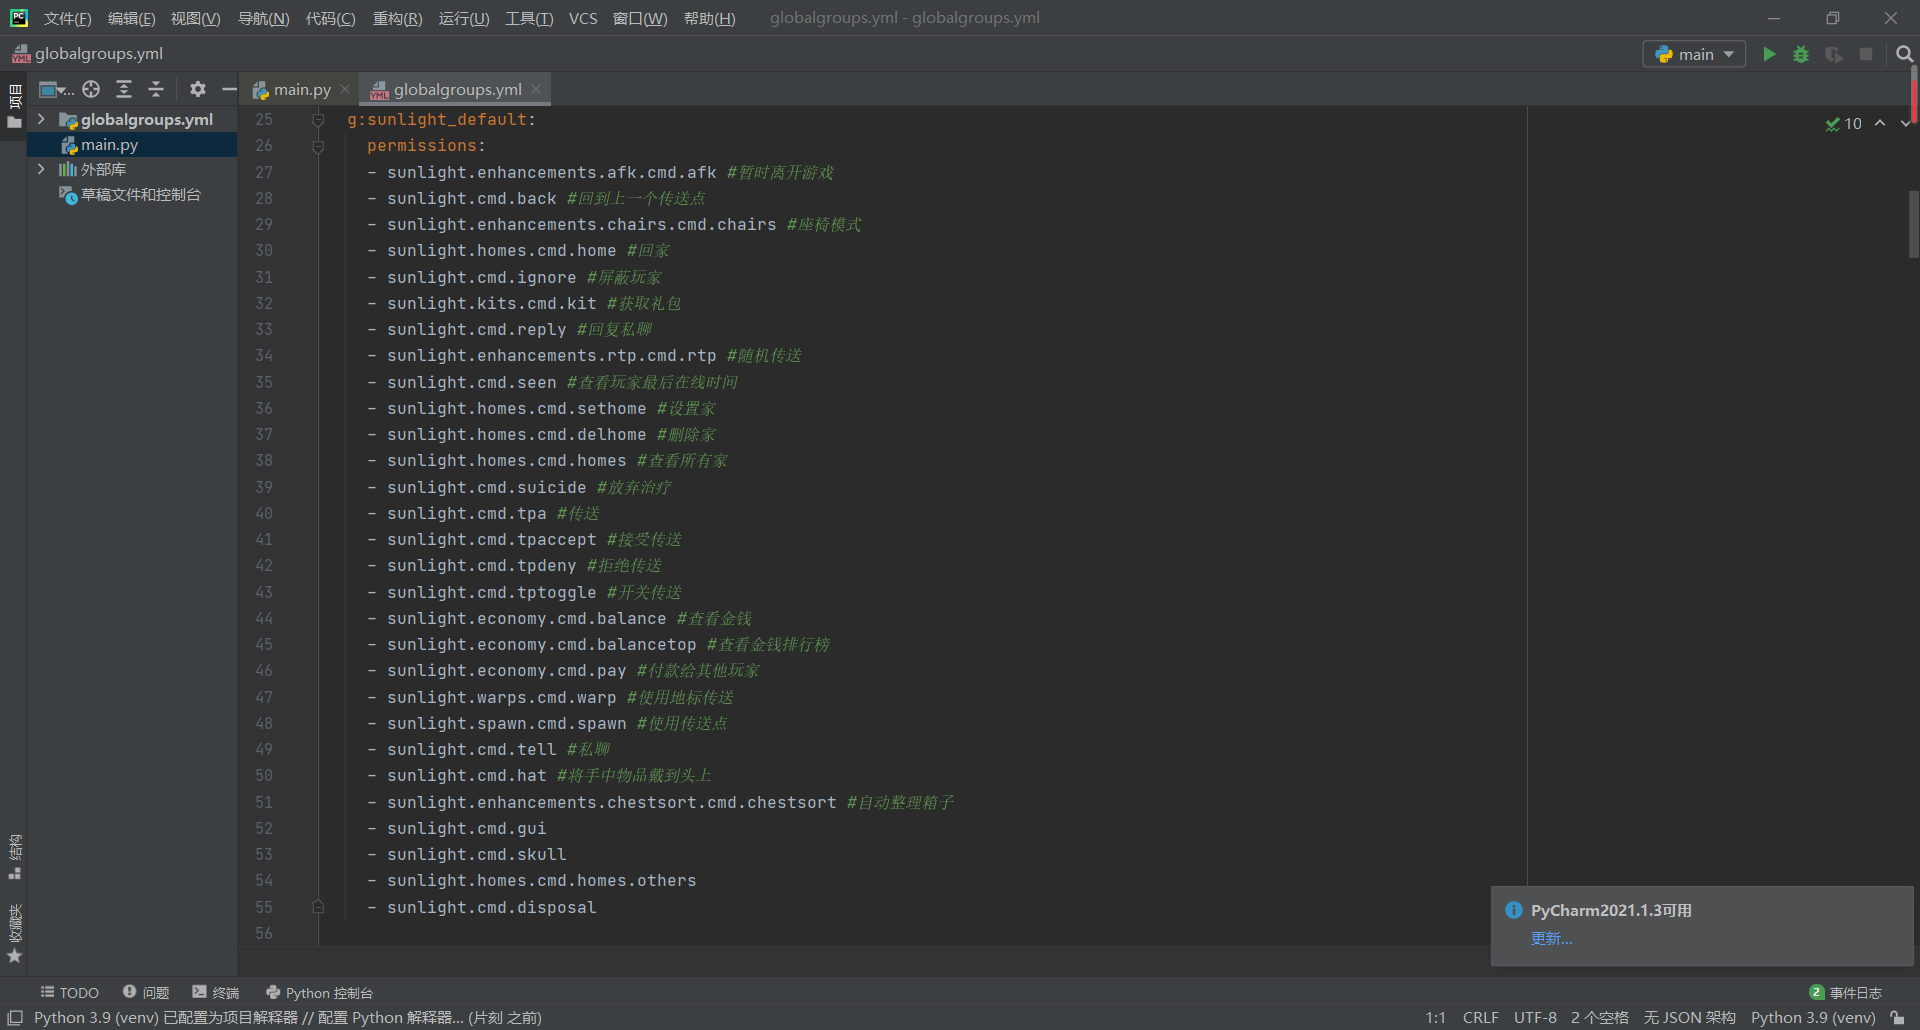 文件(F) 编辑(E) 视图(V) 导航(N) 代码(C) 重构(R) 运行(U) 工具(T) VCS 窗口(W) 帮助(H) globalgroups.yml - globalgroups.yml
globalgroups.yml main
项目
main.py globalgroups.yml
globalgroups.yml
main.py
外部库
草稿文件和控制台
10
25 g:sunlight_default:
26 permissions:
27 - sunlight.enhancements.afk.cmd.afk #暂时离开游戏
28 - sunlight.cmd.back #回到上一个传送点
29 - sunlight.enhancements.chairs.cmd.chairs #座椅模式
30 - sunlight.homes.cmd.home #回家
31 - sunlight.cmd.ignore #屏蔽玩家
32 - sunlight.kits.cmd.kit #获取礼包
33 - sunlight.cmd.reply #回复私聊
34 - sunlight.enhancements.rtp.cmd.rtp #随机传送
35 - sunlight.cmd.seen #查看玩家最后在线时间
36 - sunlight.homes.cmd.sethome #设置家
37 - sunlight.homes.cmd.delhome #删除家
38 - sunlight.homes.cmd.homes #查看所有家
39 - sunlight.cmd.suicide #放弃治疗
40 - sunlight.cmd.tpa #传送
41 - sunlight.cmd.tpaccept #接受传送
42 - sunlight.cmd.tpdeny #拒绝传送
43 - sunlight.cmd.tptoggle #开关传送
44 - sunlight.economy.cmd.balance #查看金钱
45 - sunlight.economy.cmd.balancetop #查看金钱排行榜
46 - sunlight.economy.cmd.pay #付款给其他玩家
47 - sunlight.warps.cmd.warp #使用地标传送
48 - sunlight.spawn.cmd.spawn #使用传送点
49 - sunlight.cmd.tell #私聊
50 - sunlight.cmd.hat #将手中物品戴到头上
51 - sunlight.enhancements.chestsort.cmd.chestsort #自动整理箱子
52 - sunlight.cmd.gui
53 - sunlight.cmd.skull
54 - sunlight.homes.cmd.homes.others
55 - sunlight.cmd.disposal
56
结构
收藏夹
PyCharm2021.1.3可用
更新...
TODO 问题 终端 Python 控制台 2 事件日志
Python 3.9 (venv) 已配置为项目解释器 // 配置 Python 解释器... (片刻 之前) 1:1 CRLF UTF-8 2 个空格 无 JSON 架构 Python 3.9 (venv)